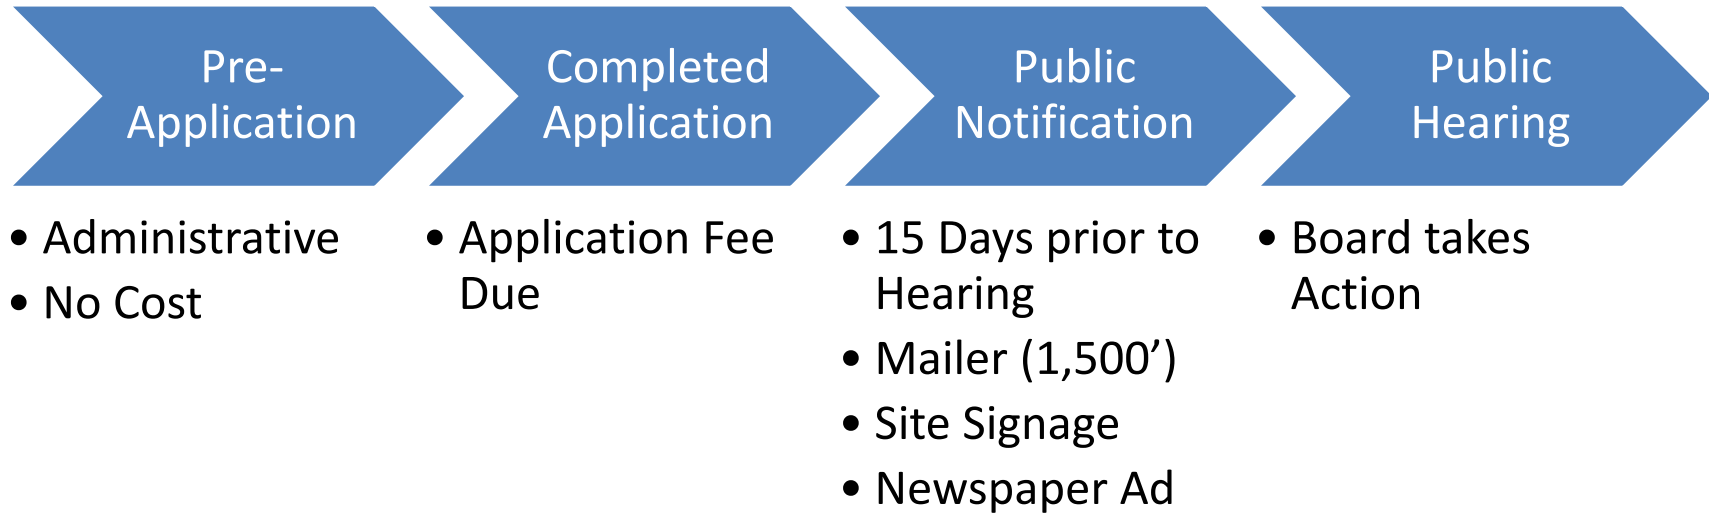 Pre-
Application
• Administrative
• No Cost
Completed
Application
• Application Fee
Due
Public
Notification
• 15 Days prior to
Hearing
• Mailer (1,500’)
• Site Signage
• Newspaper Ad
Public
Hearing
• Board takes
Action